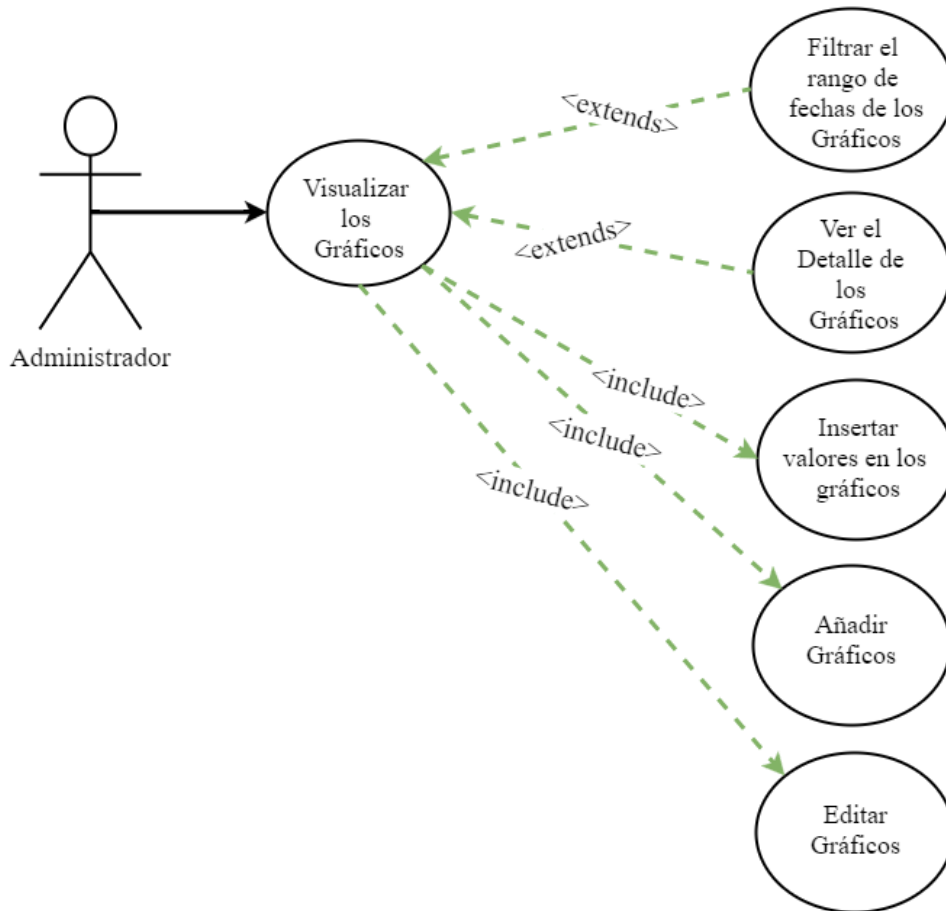 Filtrar el
rango de
fechas de los
Gráficos
<extends>
Visualizar
los
Gráficos
Ver el
Detalle de
los
Gráficos
<extends>
Administrador
<include>
Insertar
valores en los
gráficos
<include>
<include>
Añadir
Gráficos
Editar
Gráficos